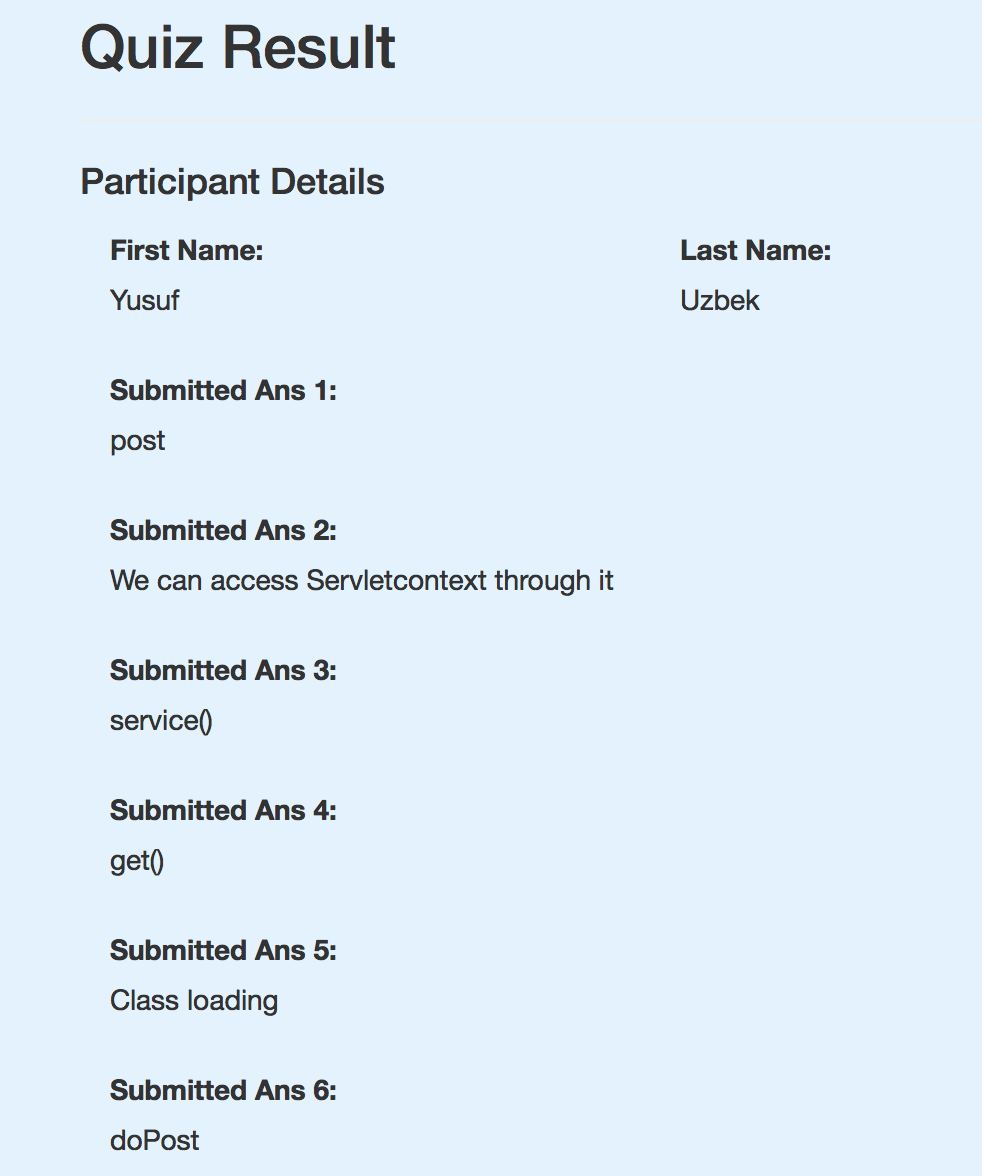 Quiz Result
Participant Details
First Name: Last Name:
Yusuf Uzbek
Submitted Ans 1:
post
Submitted Ans 2:
We can access Servletcontext through it
Submitted Ans 3:
service()
Submitted Ans 4:
get()
Submitted Ans 5:
Class loading
Submitted Ans 6:
doPost